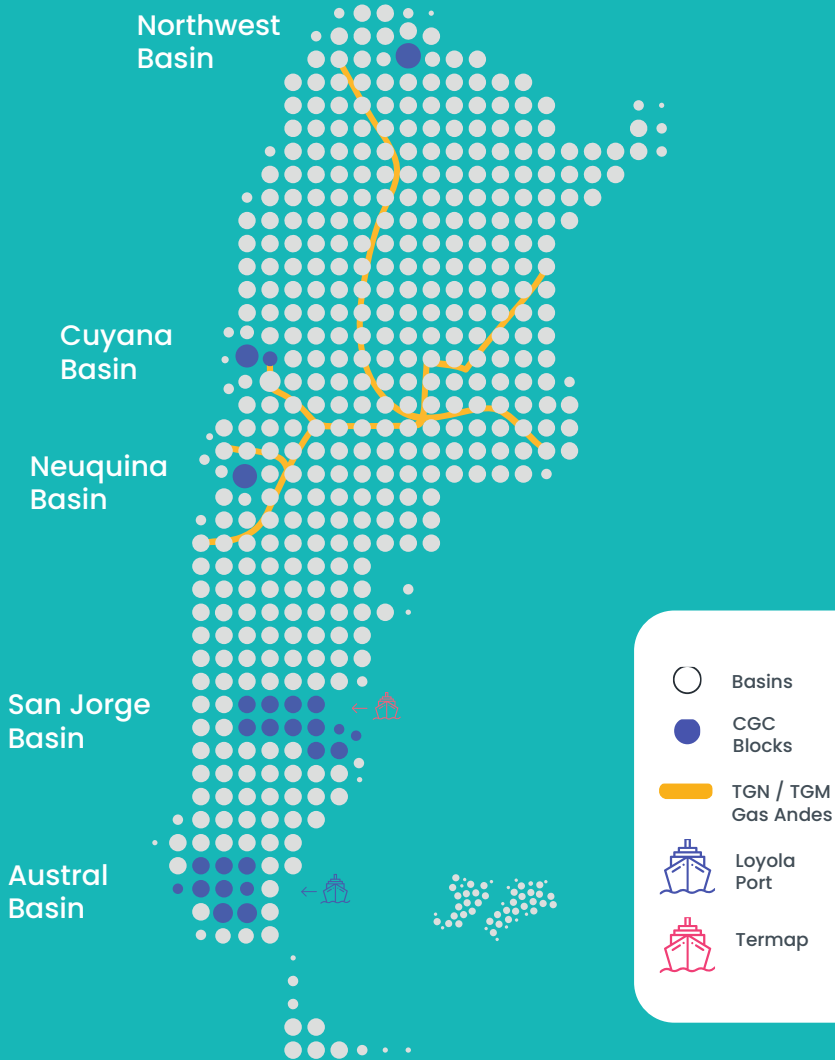 Northwest
Basin
Cuyana
Basin
Neuquina
Basin
San Jorge
Basin
Austral
Basin
Basins
CGC
Blocks
TGN / TGM
Gas Andes
Loyola
Port
Termap